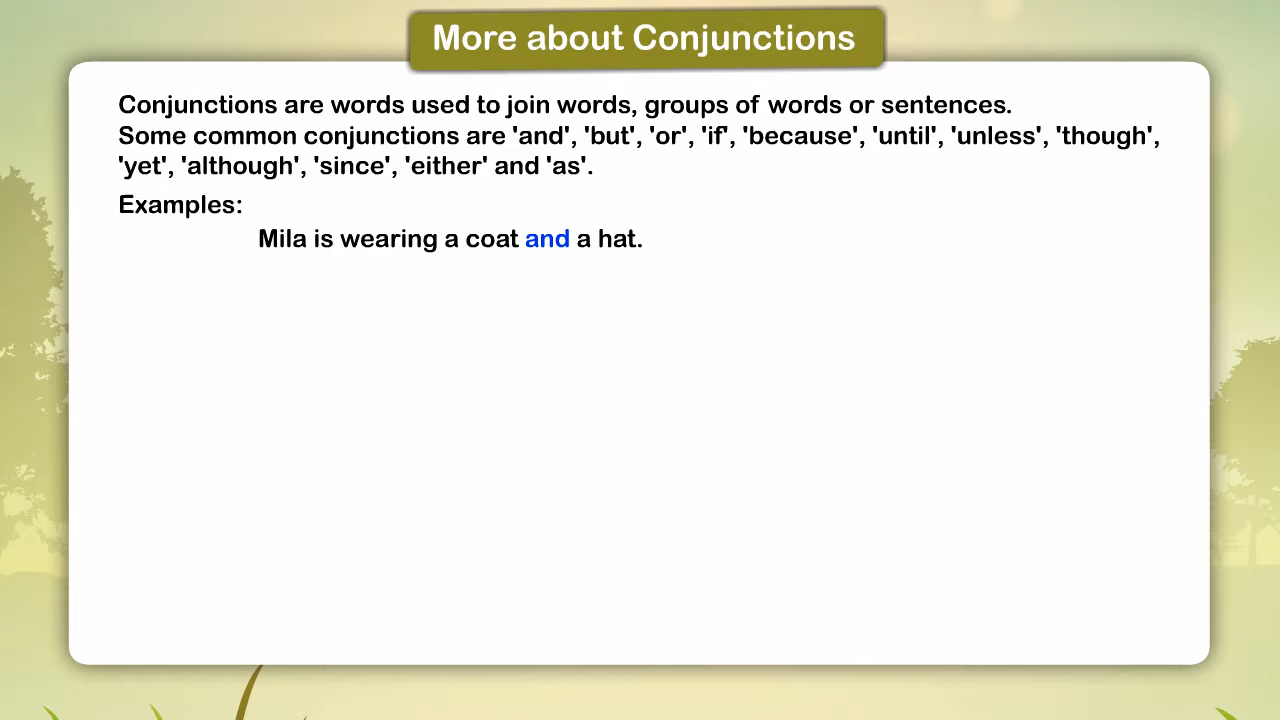 More about Conjunctions
Conjunctions are words used to join words, groups of words or sentences.
Some common conjunctions are 'and', 'but', 'or', 'if', 'because', 'until', 'unless', 'though',
'yet', 'although', 'since', 'either' and 'as'.
Examples:
Mila is wearing a coat and a hat.